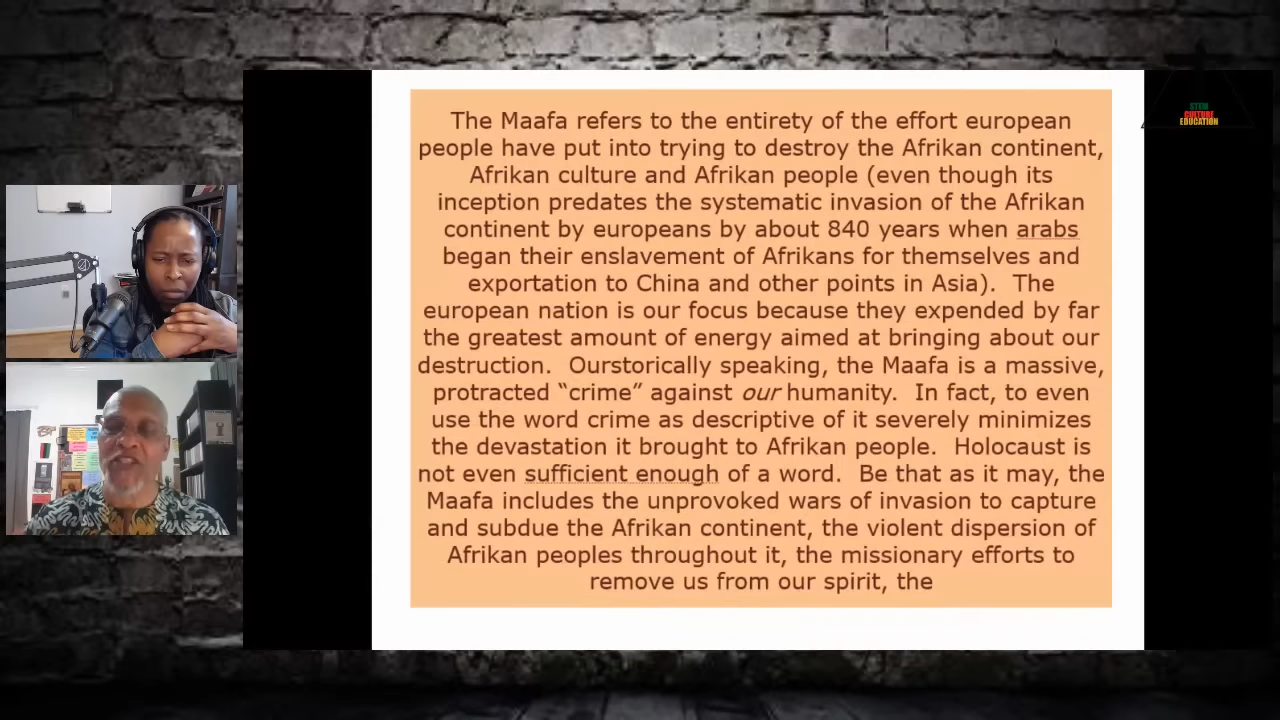 The Maafa refers to the entirety of the effort european
people have put into trying to destroy the Afrikan continent,
Afrikan culture and Afrikan people (even though its
inception predates the systematic invasion of the Afrikan
continent by europeans by about 840 years when arabs
began their enslavement of Afrikans for themselves and
exportation to China and other points in Asia).  The
european nation is our focus because they expended by far
the greatest amount of energy aimed at bringing about our
destruction.  Ourstorically speaking, the Maafa is a massive,
protracted “crime” against our humanity.  In fact, to even
use the word crime as descriptive of it severely minimizes
the devastation it brought to Afrikan people.  Holocaust is
not even sufficient enough of a word.  Be that as it may, the
Maafa includes the unprovoked wars of invasion to capture
and subdue the Afrikan continent, the violent dispersion of
Afrikan peoples throughout it, the missionary efforts to
remove us from our spirit, the
STEM
CULTURE
EDUCATION